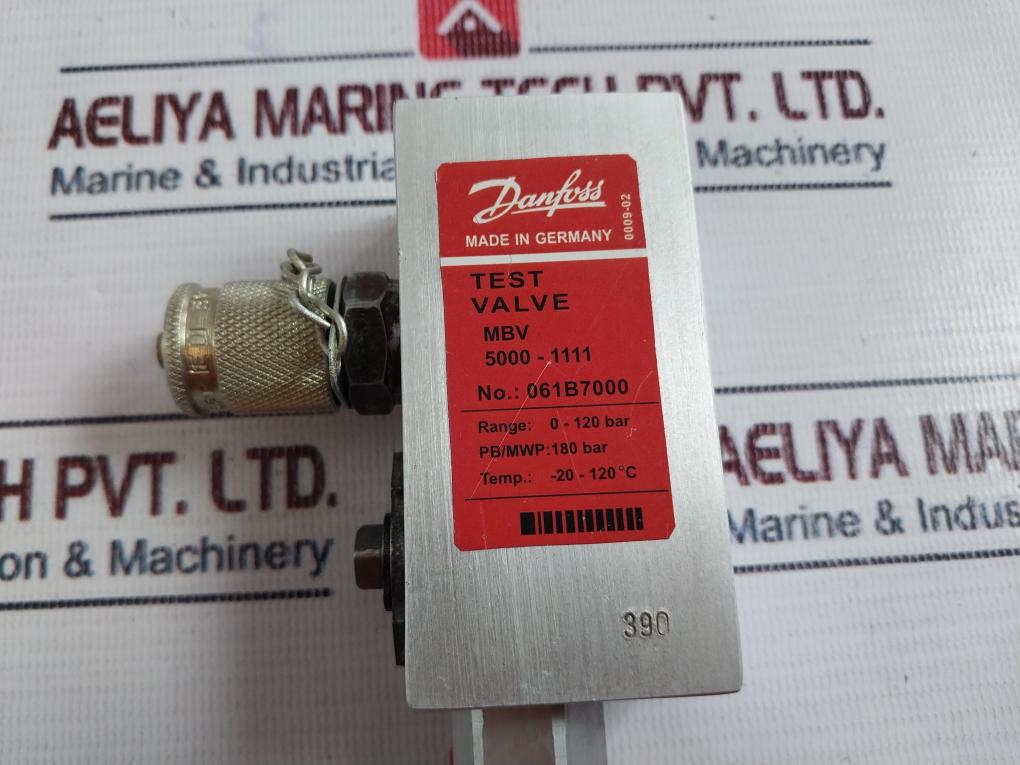 AELIYA MARINE TECH PVT. LTD.
Marine & Industria Machinery
Danfoss
MADE IN GERMANY
0009-02
TEST
VALVE
MBV
5000 - 1111
No.: 061B7000
Range: 0 - 120 bar
PB/MWP:180 bar
Temp.: -20 - 120°C
390
H PVT. LTD.
on & Machinery
AELIYA MA
Marine & Indus